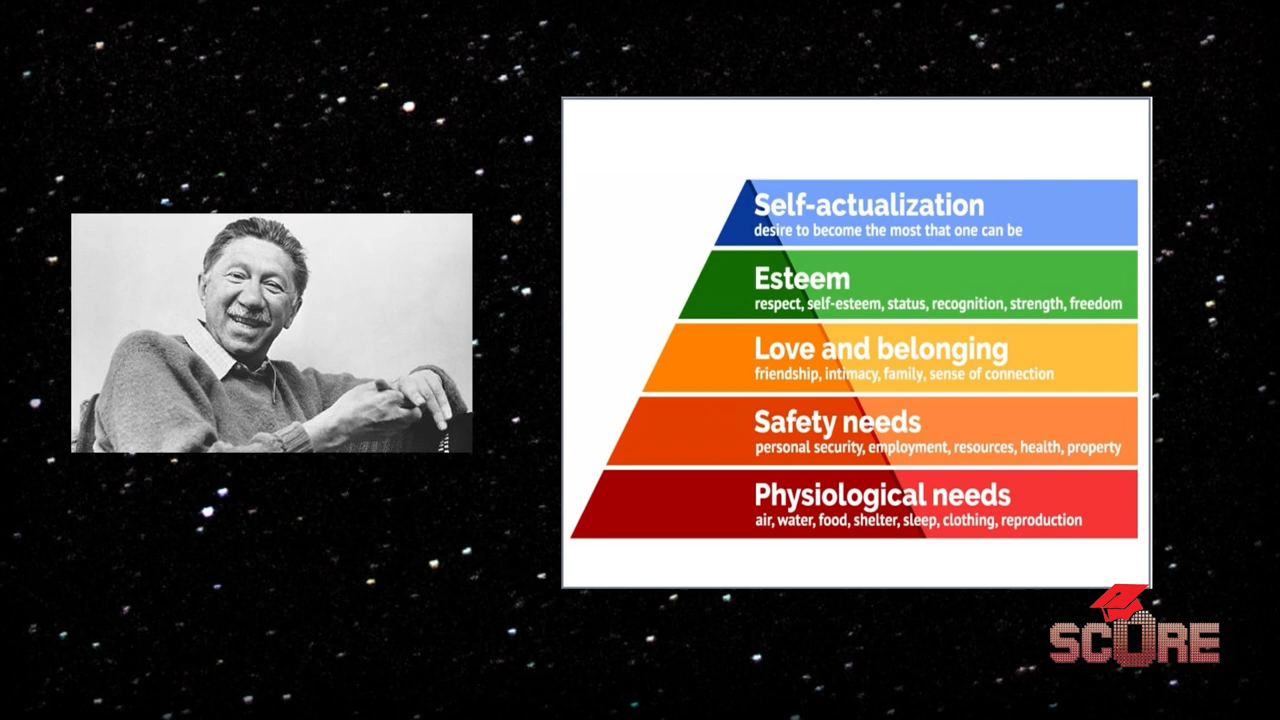 Self-actualization
desire to become the most that one can be
Esteem
respect, self-esteem, status, recognition, strength, freedom
Love and belonging
friendship, intimacy, family, sense of connection
Safety needs
personal security, employment, resources, health, property
Physiological needs
air, water, food, shelter, sleep, clothing, reproduction
SCORE